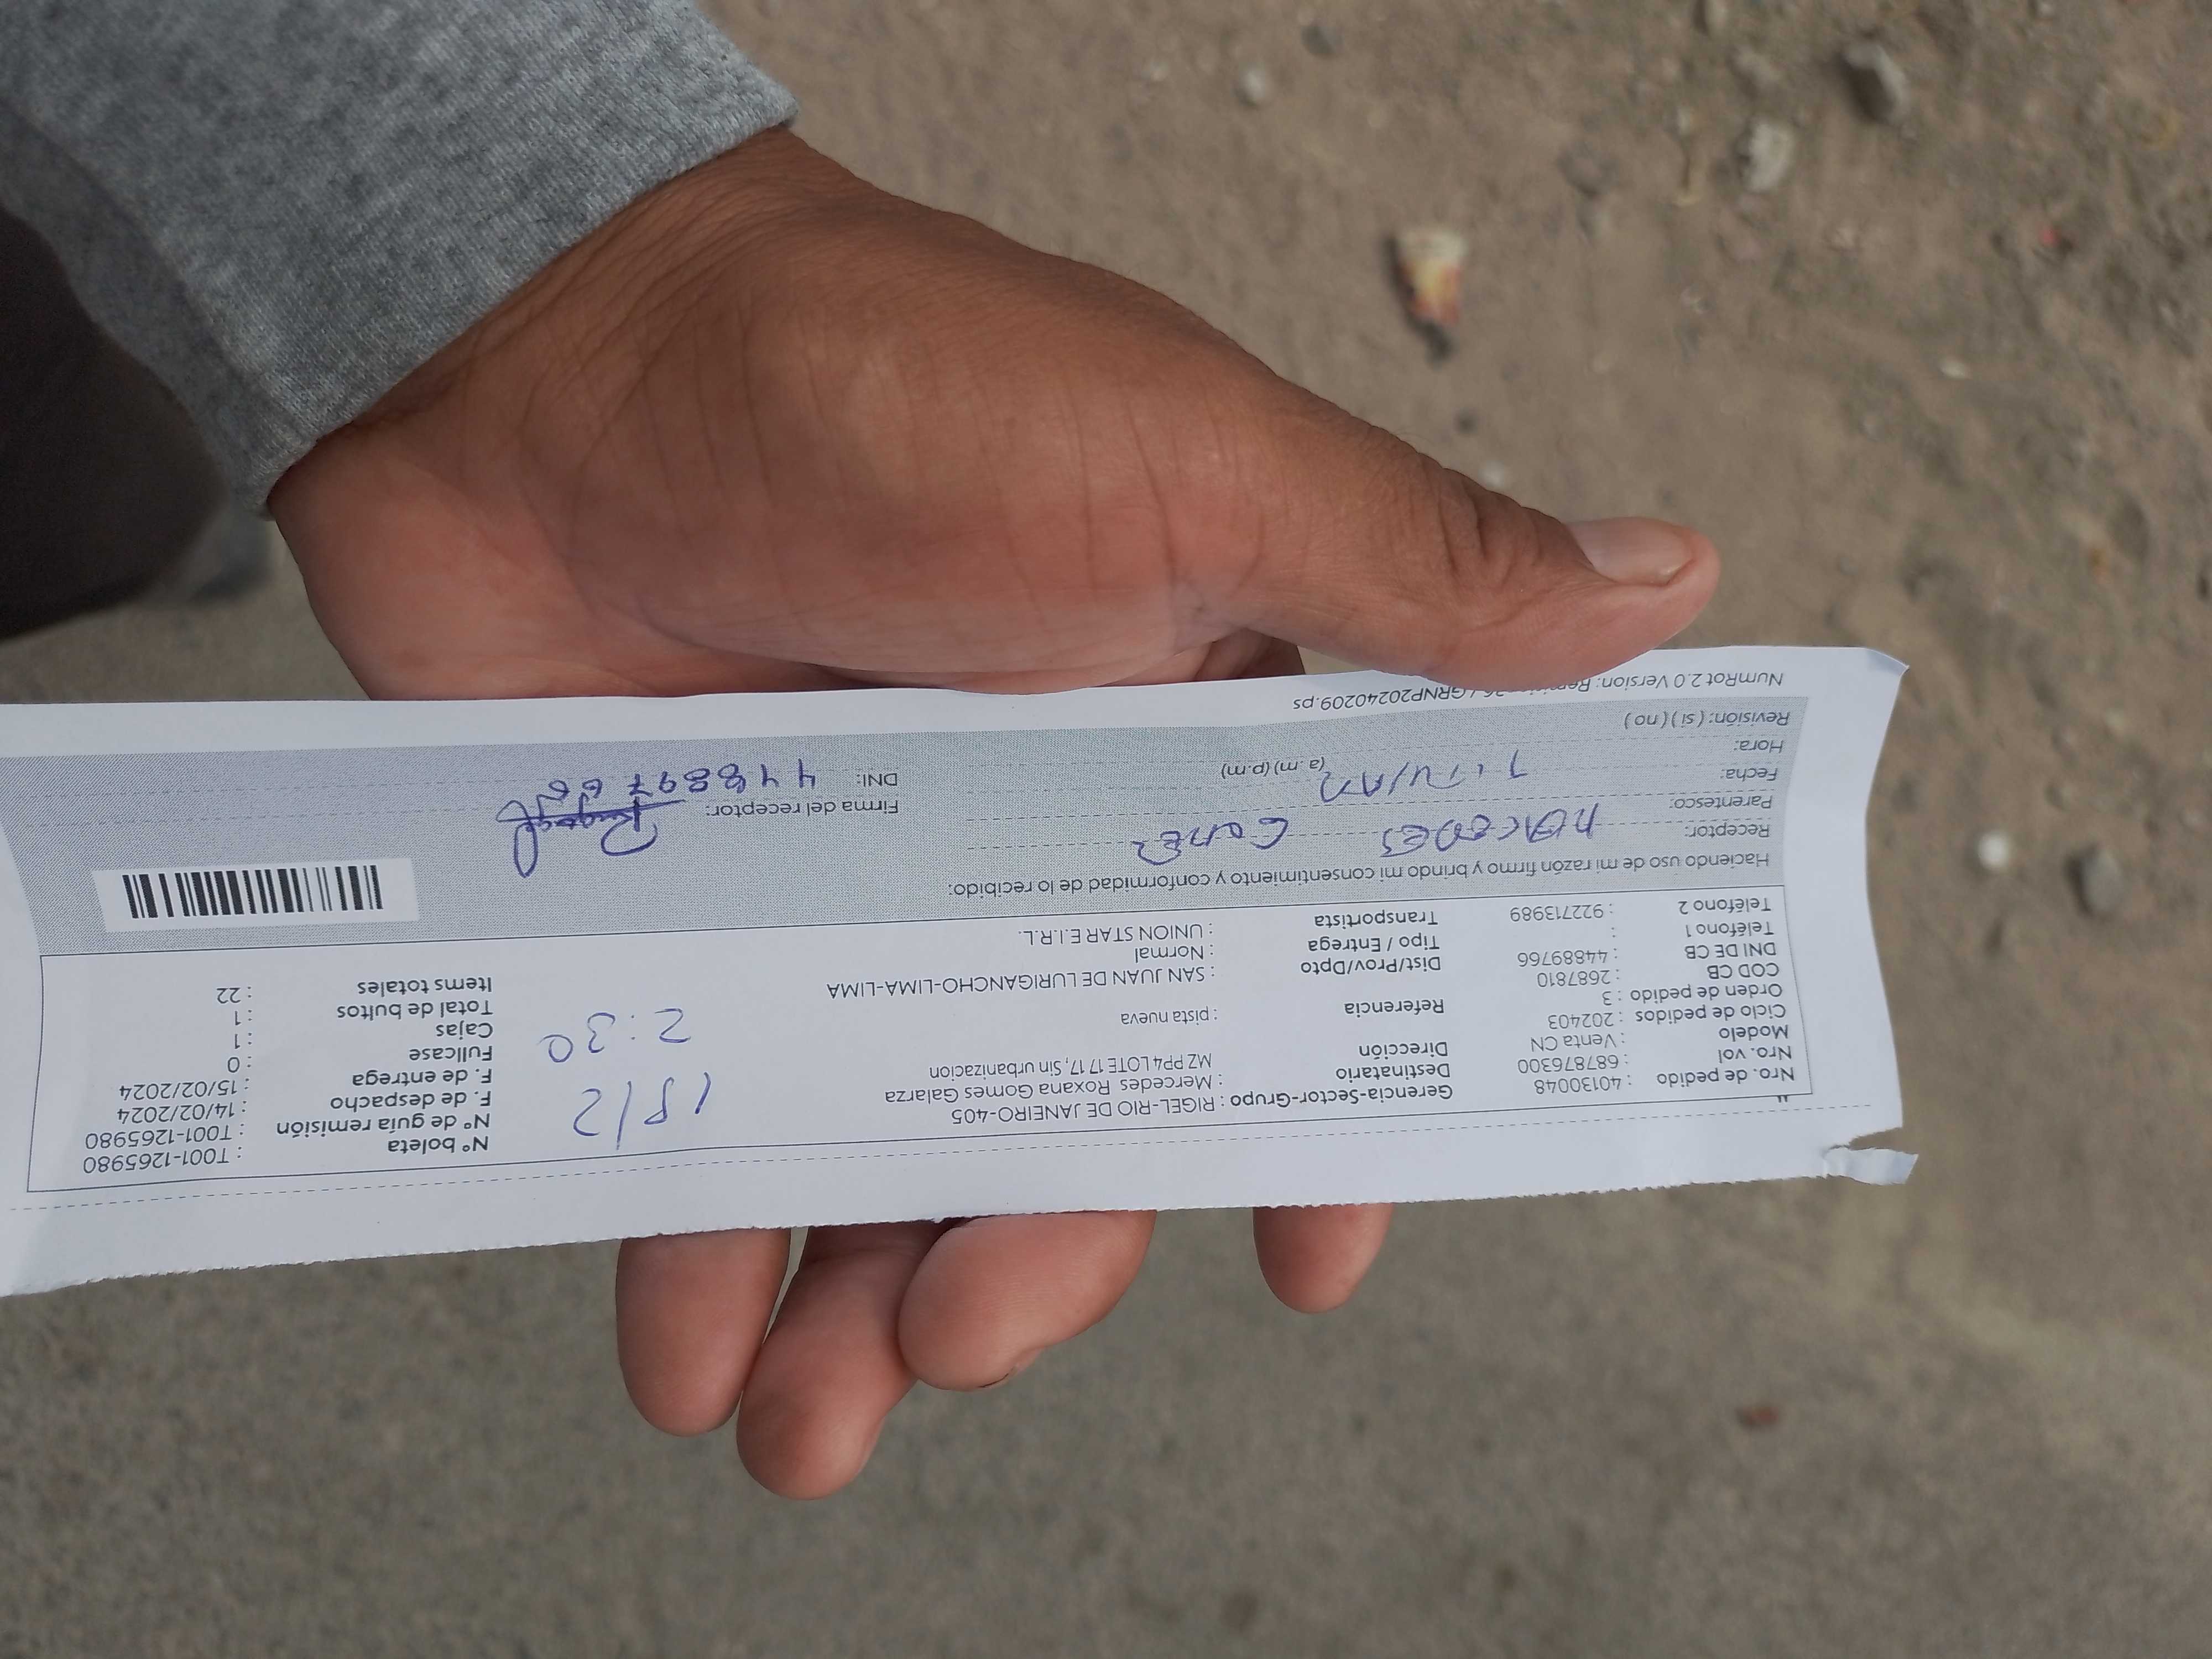 Nro. de pedido : 40130048
Nro. vol : 687876300
Modelo : Venta CN
Ciclo de pedidos : 202403
Orden de pedido : 3
COD CB : 2687810
DNI DE CB : 44889766
Teléfono 1 :
Teléfono 2 : 922713989
Gerencia-Sector-Grupo : RIGEL-RIO DE JANEIRO-405
Destinatario : Mercedes Roxana Gomes Galarza
Dirección MZ PP4 LOTE 17 17, Sin urbanizacion
Referencia : pista nueva
Dist/Prov/Dpto : SAN JUAN DE LURIGANCHO-LIMA-LIMA
Tipo / Entrega : Normal
Transportista : UNION STAR E.I.R.L.
2:30
N° boleta : T001-1265980
N° de guía remisión : T001-1265980
F. de despacho : 14/02/2024
F. de entrega : 15/02/2024
Fullcase : 0
Cajas : 1
Total de bultos : 1
Items totales : 22
Haciendo uso de mi razón firmo y brindo mi consentimiento y conformidad de lo recibido:
Receptor:
Parentesco:
Fecha:
Hora: (a.m) (p.m)
Revisión: ( si ) ( no )
Firma del receptor:
DNI: 44889766
NumRot 2.0 Version: GRNP20240209.ps